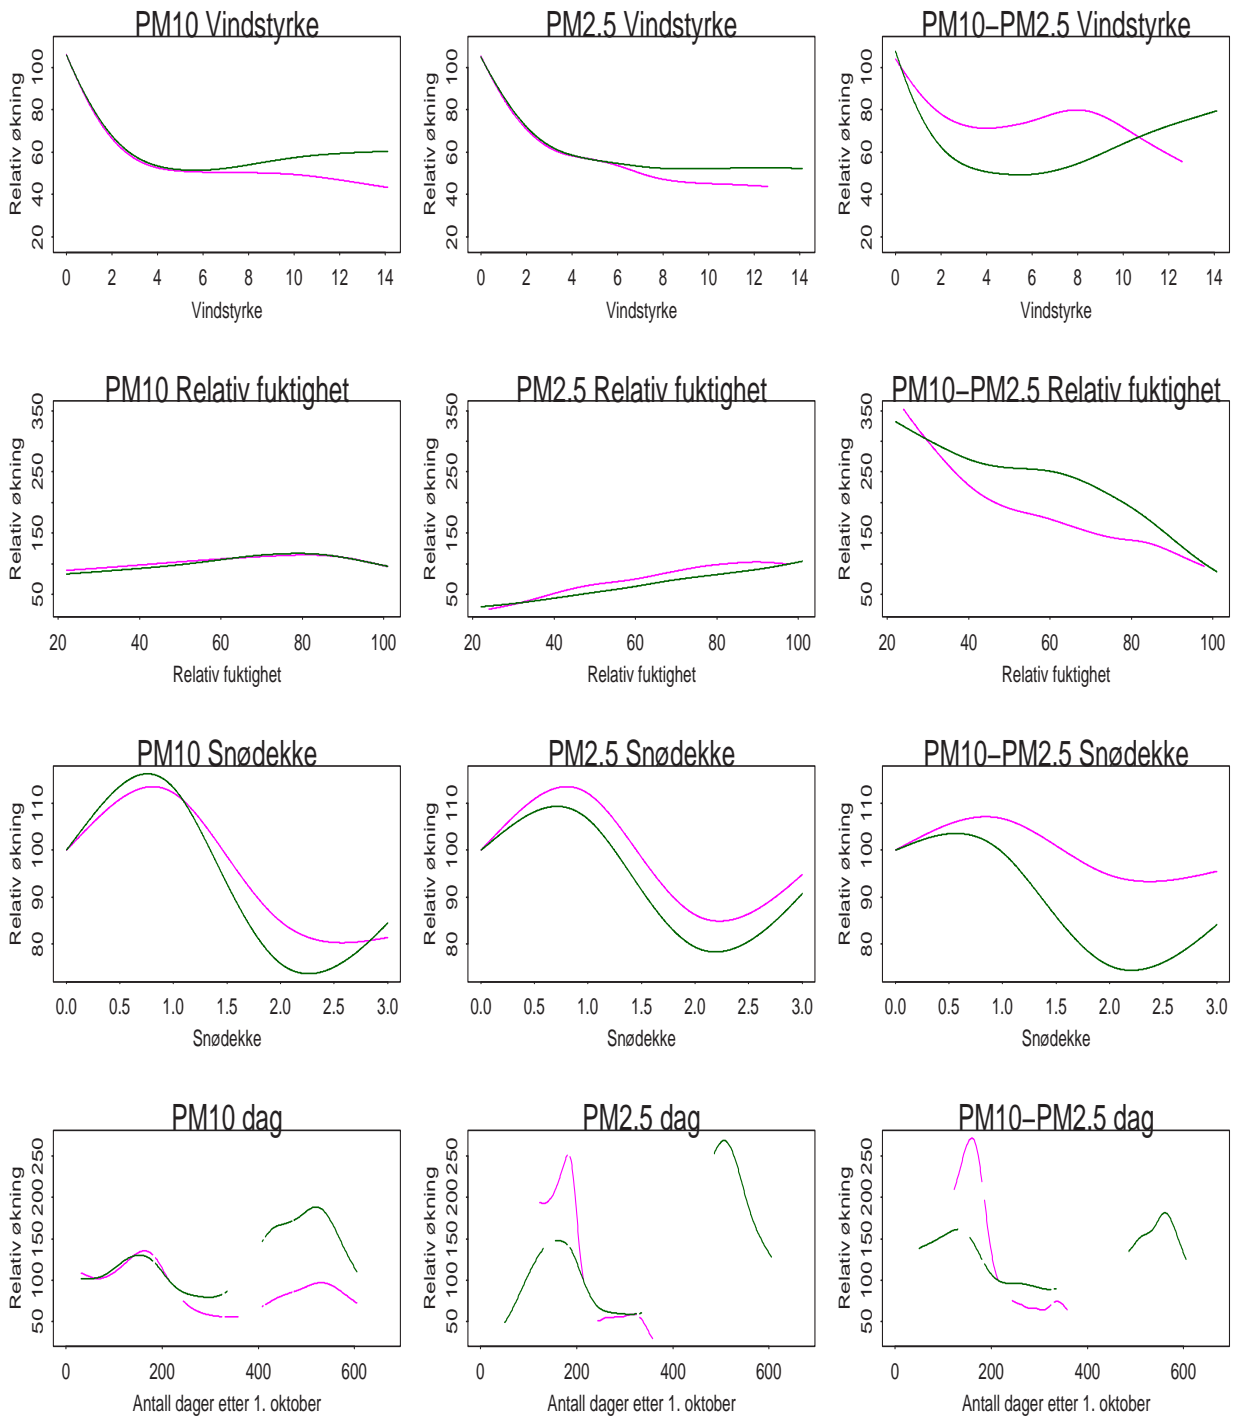 PM10 Vindstyrke
PM2.5 Vindstyrke
PM10−PM2.5 Vindstyrke
Relativ økning
20 40 60 80 100
0 2 4 6 8 10 12 14
Vindstyrke
Relativ økning
20 40 60 80 100
0 2 4 6 8 10 12 14
Vindstyrke
Relativ økning
20 40 60 80 100
0 2 4 6 8 10 12 14
Vindstyrke
PM10 Relativ fuktighet
PM2.5 Relativ fuktighet
PM10−PM2.5 Relativ fuktighet
Relativ økning
50 150 250 350
20 40 60 80 100
Relativ fuktighet
Relativ økning
50 150 250 350
20 40 60 80 100
Relativ fuktighet
Relativ økning
50 150 250 350
20 40 60 80 100
Relativ fuktighet
PM10 Snødekke
PM2.5 Snødekke
PM10−PM2.5 Snødekke
Relativ økning
80 90 100 110
0.0 0.5 1.0 1.5 2.0 2.5 3.0
Snødekke
Relativ økning
80 90 100 110
0.0 0.5 1.0 1.5 2.0 2.5 3.0
Snødekke
Relativ økning
80 90 100 110
0.0 0.5 1.0 1.5 2.0 2.5 3.0
Snødekke
PM10 dag
PM2.5 dag
PM10−PM2.5 dag
Relativ økning
50 100 150 200 250
0 200 400 600
Antall dager etter 1. oktober
Relativ økning
50 100 150 200 250
0 200 400 600
Antall dager etter 1. oktober
Relativ økning
50 100 150 200 250
0 200 400 600
Antall dager etter 1. oktober